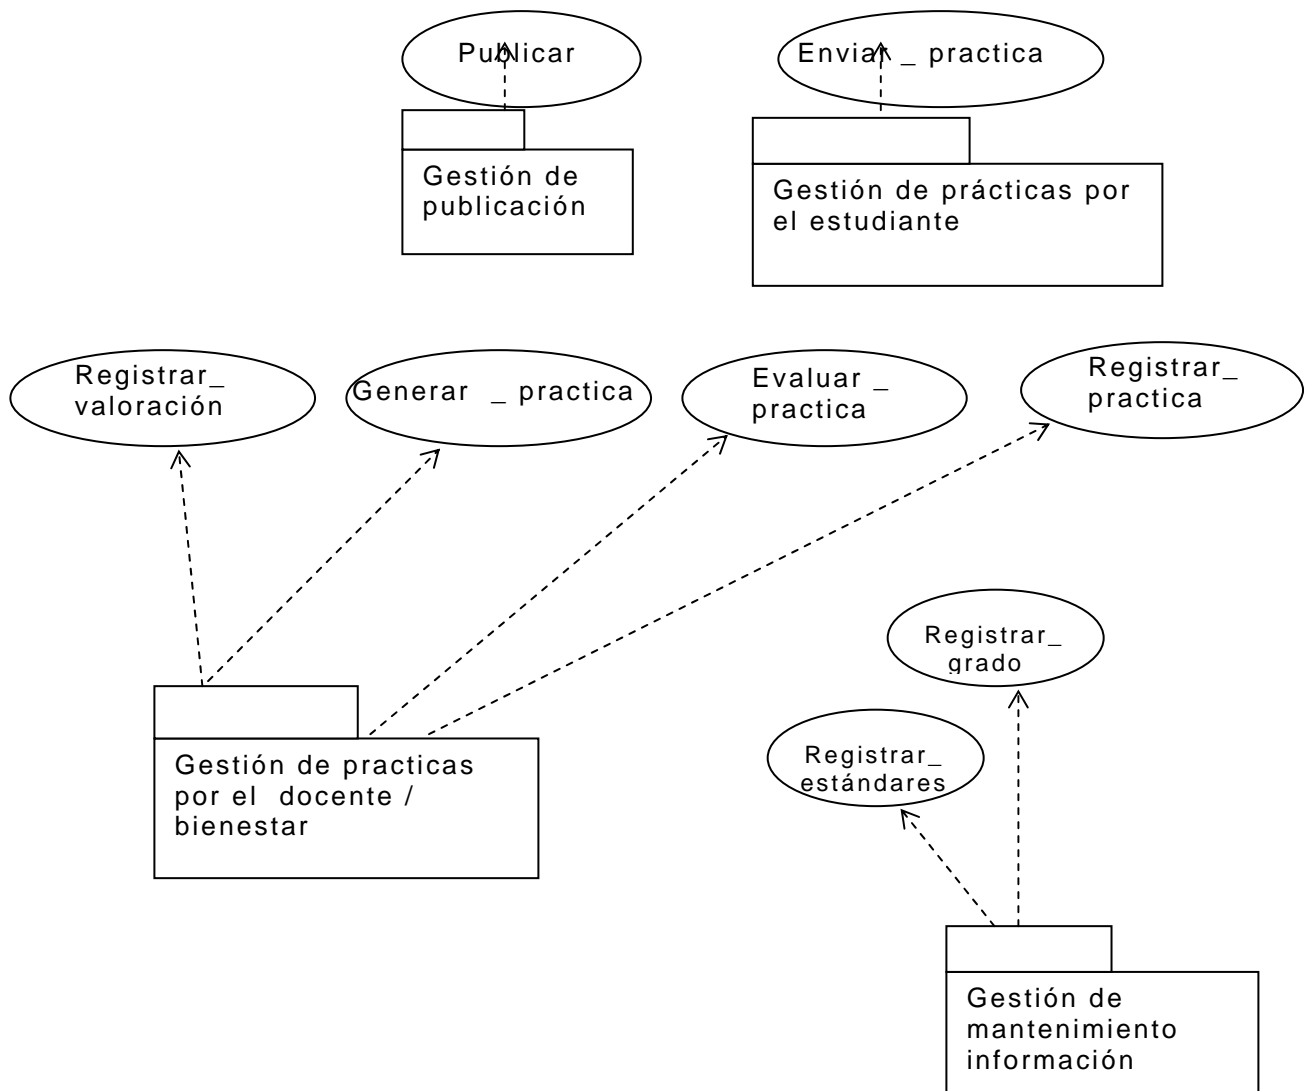 Publicar
Enviar _ practica
Gestión de
publicación
Gestión de prácticas por
el estudiante
Registrar_
valoración
Generar _ practica
Evaluar _
practica
Registrar_
practica
Registrar_
grado
Registrar_
estándares
Gestión de practicas
por el docente /
bienestar
Gestión de
mantenimiento
información